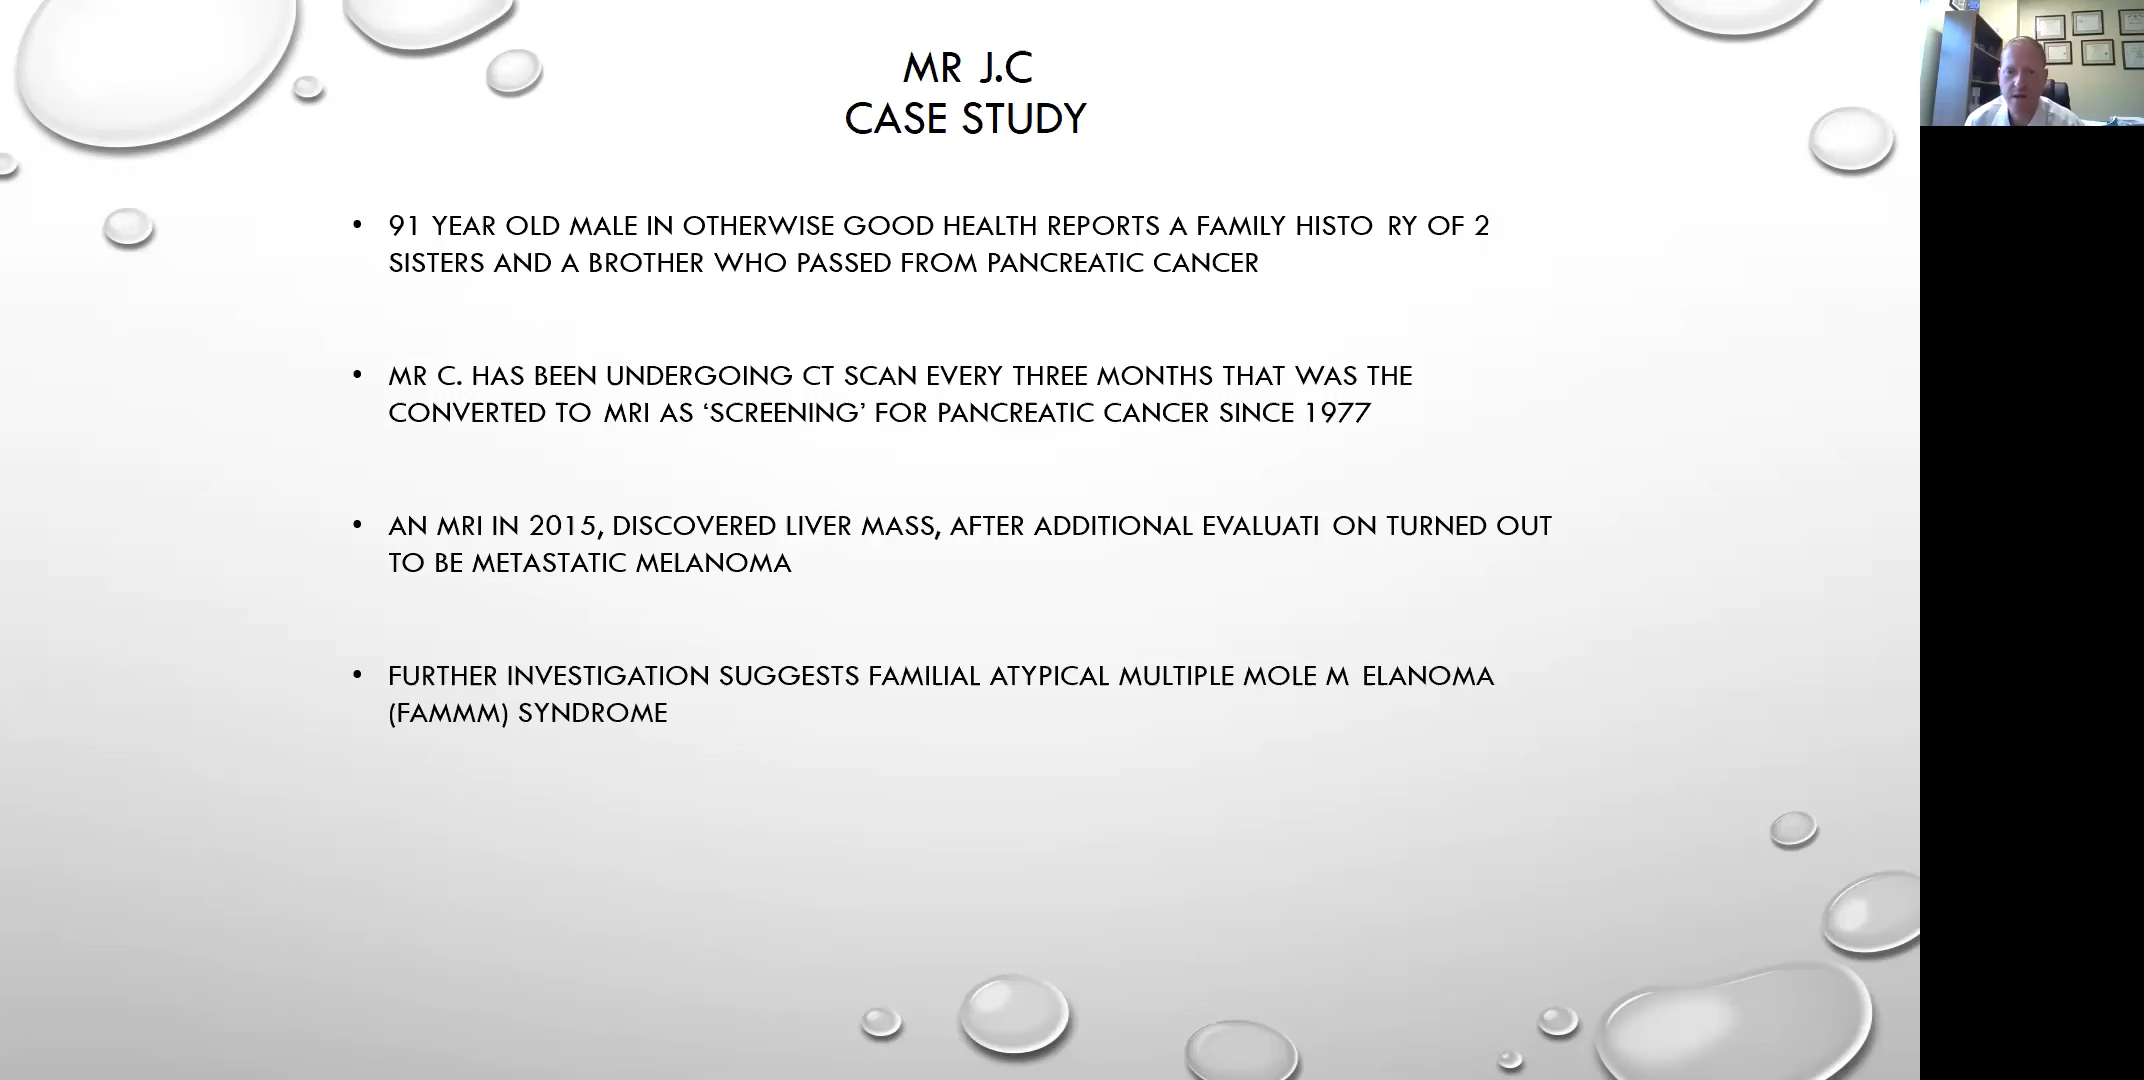 MR J.C
CASE STUDY
• 91 YEAR OLD MALE IN OTHERWISE GOOD HEALTH REPORTS A FAMILY HISTO RY OF 2
SISTERS AND A BROTHER WHO PASSED FROM PANCREATIC CANCER
• MR C. HAS BEEN UNDERGOING CT SCAN EVERY THREE MONTHS THAT WAS THE
CONVERTED TO MRI AS ‘SCREENING’ FOR PANCREATIC CANCER SINCE 1977
• AN MRI IN 2015, DISCOVERED LIVER MASS, AFTER ADDITIONAL EVALUATI ON TURNED OUT
TO BE METASTATIC MELANOMA
• FURTHER INVESTIGATION SUGGESTS FAMILIAL ATYPICAL MULTIPLE MOLE M ELANOMA
(FAMMM) SYNDROME